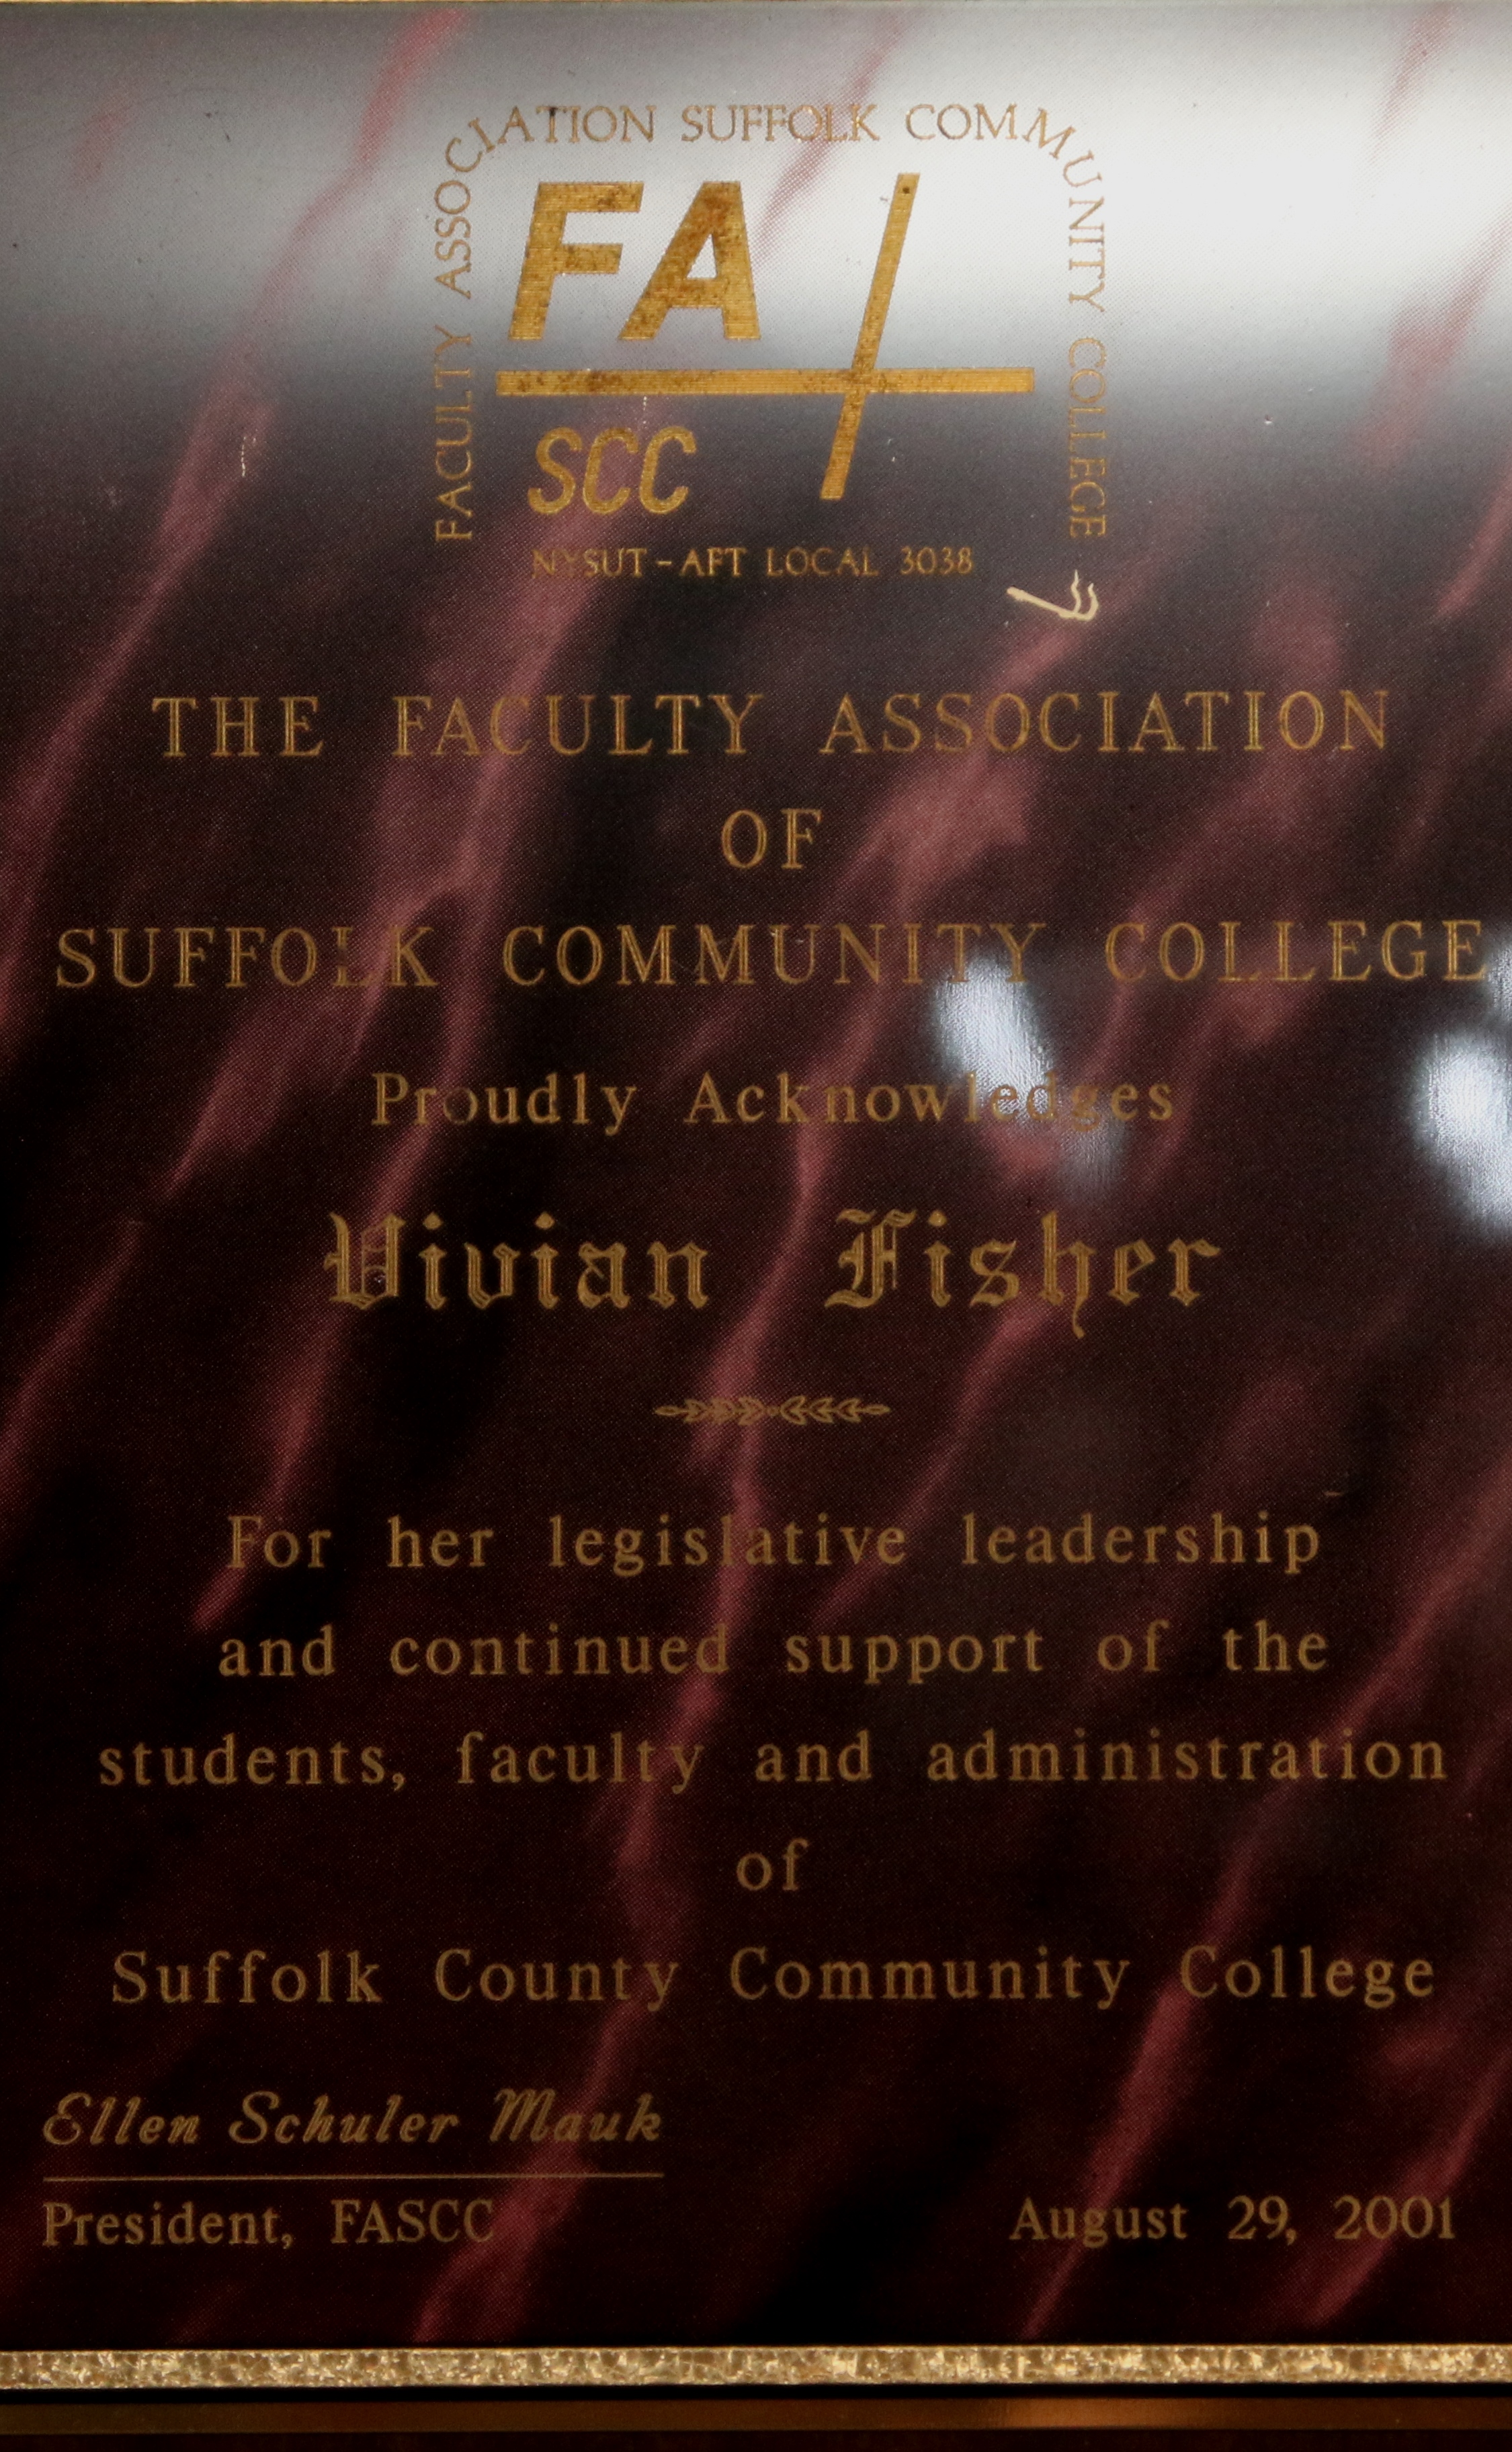 FACULTY ASSOCIATION SUFFOLK COMMUNITY COLLEGE
FA
SCC
NYSUT-AFT LOCAL 3038
THE FACULTY ASSOCIATION
OF
SUFFOLK COMMUNITY COLLEGE
Proudly Acknowledges
Vivian Fisher
For her legislative leadership
and continued support of the
students, faculty and administration
of
Suffolk County Community College
Ellen Schuler Mauk
President, FASCC
August 29, 2001